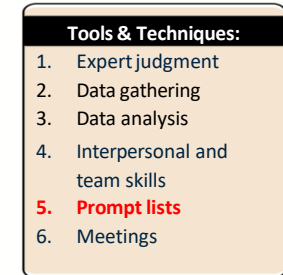 Tools & Techniques:
1. Expert judgment
2. Data gathering
3. Data analysis
4. Interpersonal and
team skills
5. Prompt lists
6. Meetings